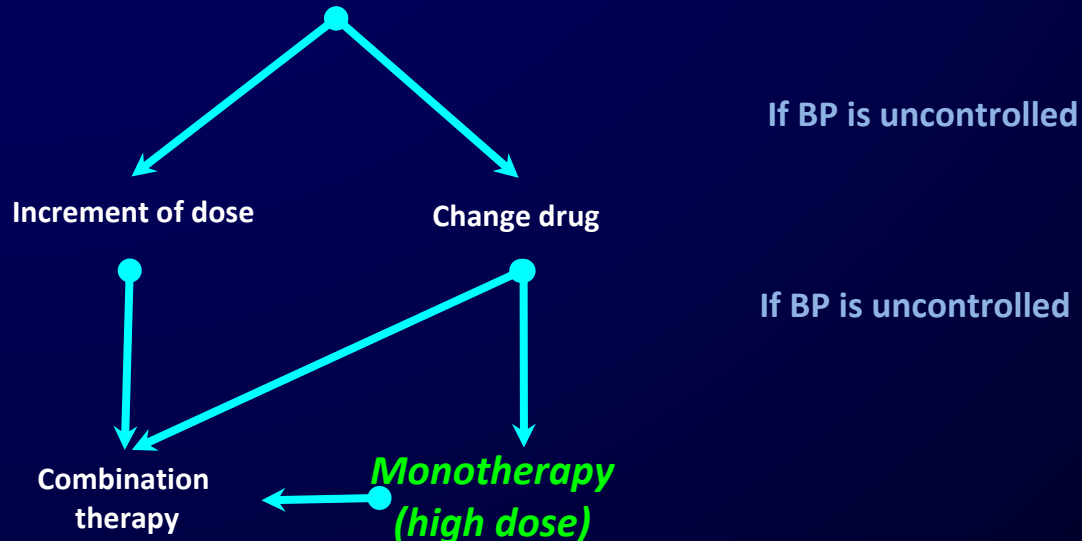 If BP is uncontrolled
Increment of dose
Change drug
If BP is uncontrolled
Combination
therapy
Monotherapy
(high dose)